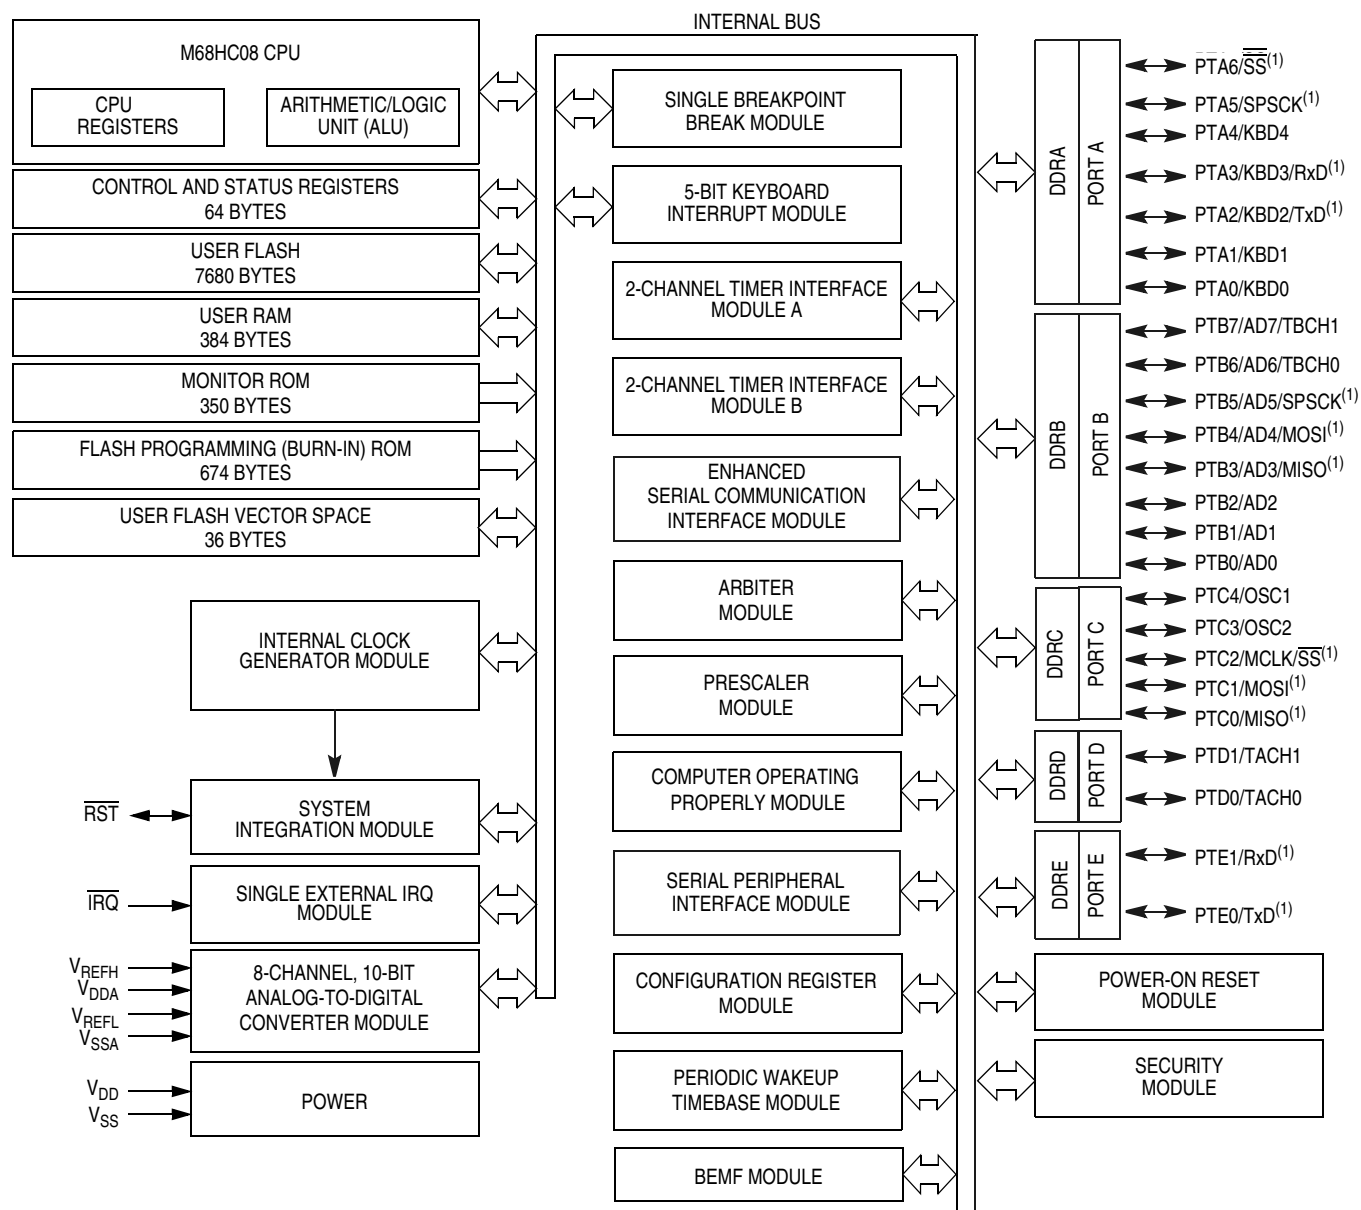 INTERNAL BUS
M68HC08 CPU
CPU
REGISTERS
ARITHMETIC/LOGIC
UNIT (ALU)
CONTROL AND STATUS REGISTERS
64 BYTES
USER FLASH
7680 BYTES
USER RAM
384 BYTES
MONITOR ROM
350 BYTES
FLASH PROGRAMMING (BURN-IN) ROM
674 BYTES
USER FLASH VECTOR SPACE
36 BYTES
INTERNAL CLOCK
GENERATOR MODULE
RST
SYSTEM
INTEGRATION MODULE
IRQ
SINGLE EXTERNAL IRQ
MODULE
VREFH
VDDA
VREFL
VSSA
8-CHANNEL, 10-BIT
ANALOG-TO-DIGITAL
CONVERTER MODULE
VDD
VSS
POWER
SINGLE BREAKPOINT
BREAK MODULE
5-BIT KEYBOARD
INTERRUPT MODULE
2-CHANNEL TIMER INTERFACE
MODULE A
2-CHANNEL TIMER INTERFACE
MODULE B
ENHANCED
SERIAL COMMUNICATION
INTERFACE MODULE
ARBITER
MODULE
PRESCALER
MODULE
COMPUTER OPERATING
PROPERLY MODULE
SERIAL PERIPHERAL
INTERFACE MODULE
CONFIGURATION REGISTER
MODULE
PERIODIC WAKEUP
TIMEBASE MODULE
BEMF MODULE
DDRA
PORT A
PTA6/SS(1)
PTA5/SPSCK(1)
PTA4/KBD4
PTA3/KBD3/RxD(1)
PTA2/KBD2/TxD(1)
PTA1/KBD1
PTA0/KBD0
DDRB
PORT B
PTB7/AD7/TBCH1
PTB6/AD6/TBCH0
PTB5/AD5/SPSCK(1)
PTB4/AD4/MOSI(1)
PTB3/AD3/MISO(1)
PTB2/AD2
PTB1/AD1
PTB0/AD0
DDRC
PORT C
PTC4/OSC1
PTC3/OSC2
PTC2/MCLK/SS(1)
PTC1/MOSI(1)
PTC0/MISO(1)
DDRD
PORT D
PTD1/TACH1
PTD0/TACH0
DDRE
PORT E
PTE1/RxD(1)
PTE0/TxD(1)
POWER-ON RESET
MODULE
SECURITY
MODULE